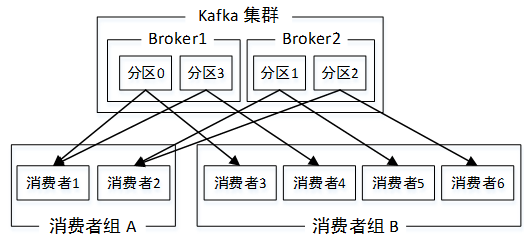 Kafka 集群
Broker1 Broker2
分区0 分区3 分区1 分区2
消费者1 消费者2 消费者3 消费者4 消费者5 消费者6
消费者组 A 消费者组 B